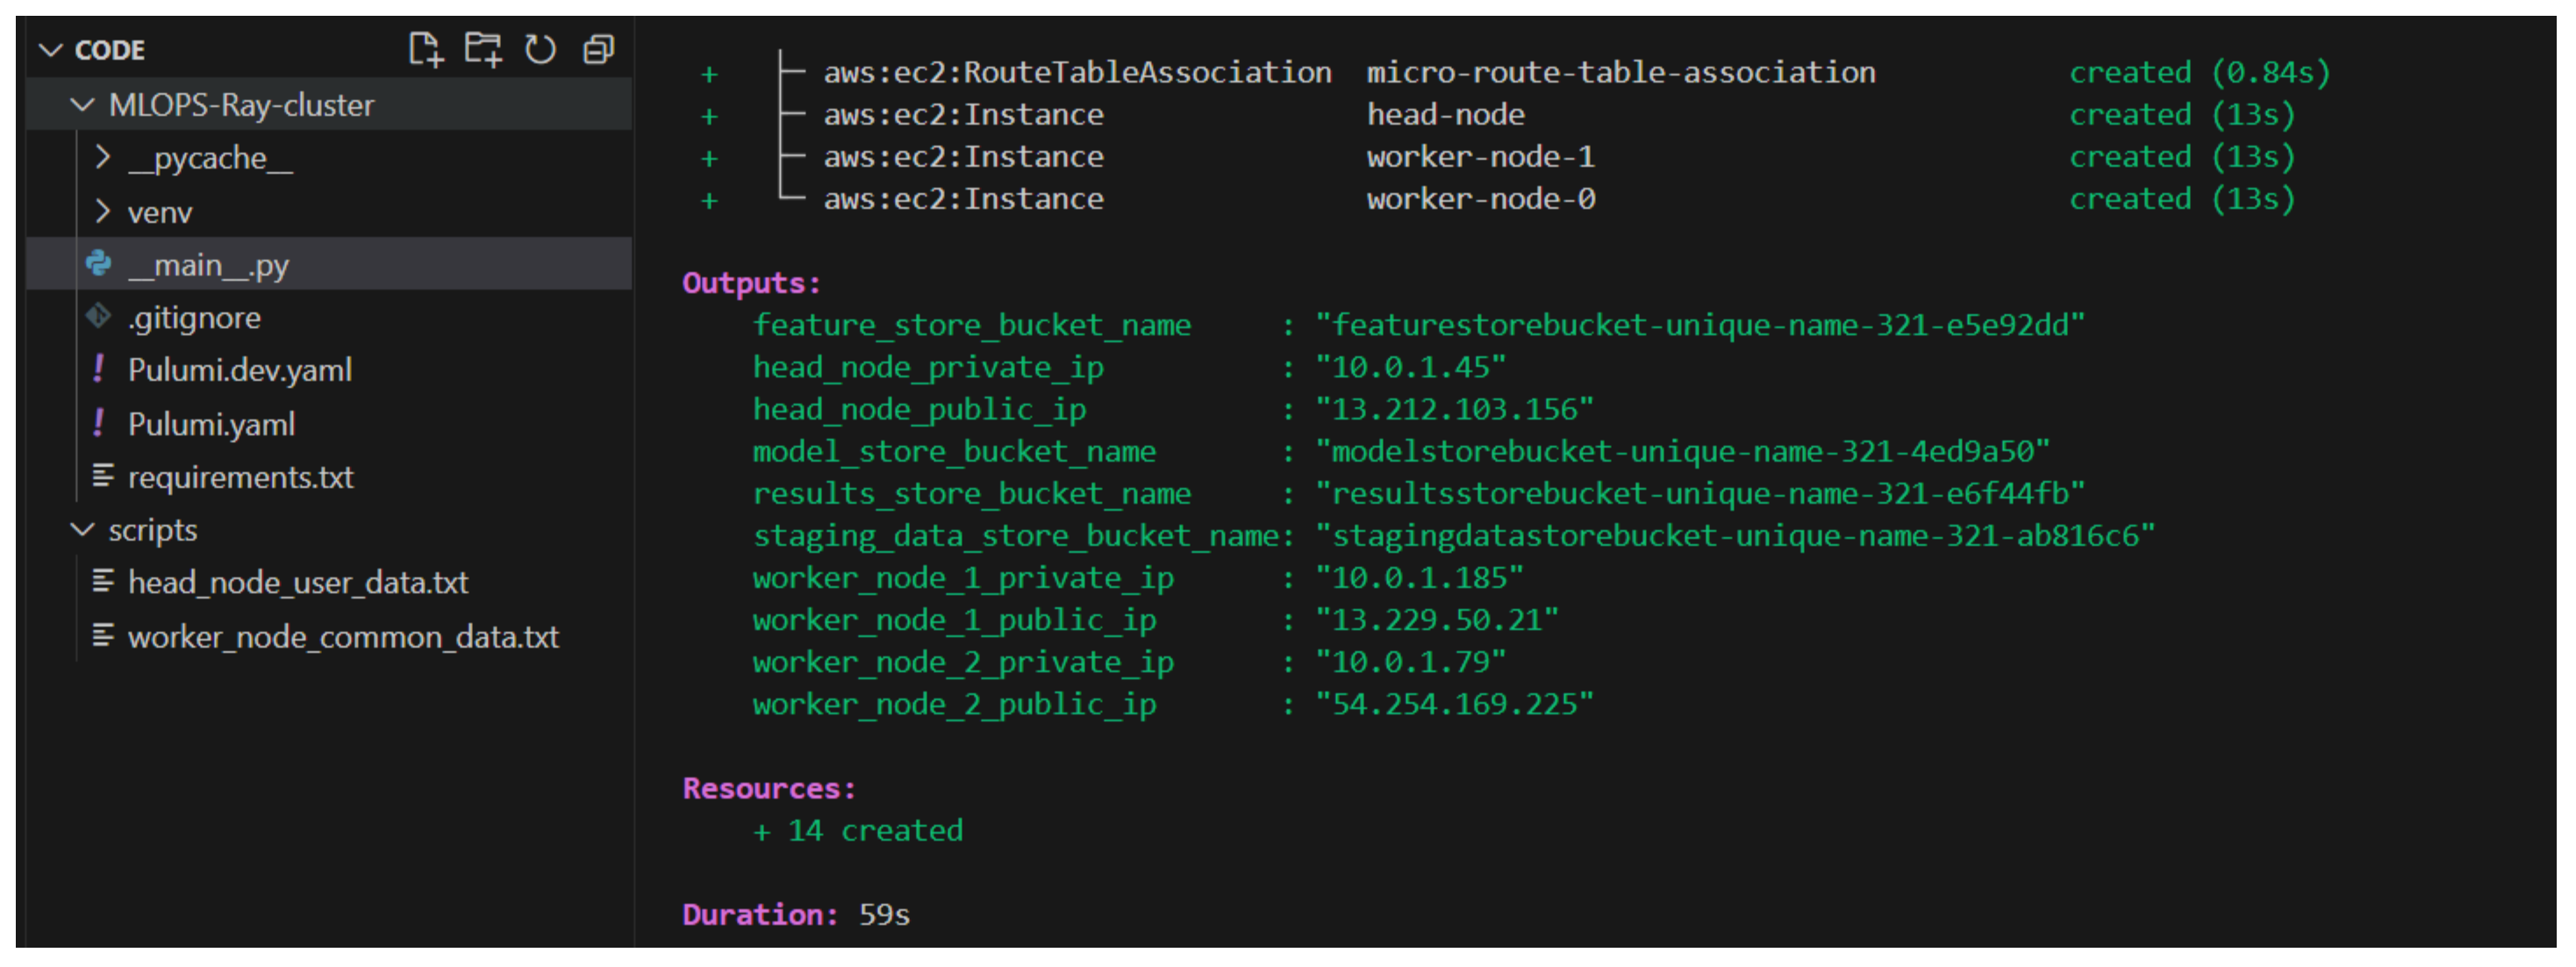 CODE
MLOPS-Ray-cluster
__pycache__
venv
__main__.py
.gitignore
Pulumi.dev.yaml
Pulumi.yaml
requirements.txt
scripts
head_node_user_data.txt
worker_node_common_data.txt
+ aws:ec2:RouteTableAssociation micro-route-table-association created (0.84s)
+ aws:ec2:Instance head-node created (13s)
+ aws:ec2:Instance worker-node-1 created (13s)
+ aws:ec2:Instance worker-node-0 created (13s)
Outputs:
feature_store_bucket_name : "featurestorebucket-unique-name-321-e5e92dd"
head_node_private_ip : "10.0.1.45"
head_node_public_ip : "13.212.103.156"
model_store_bucket_name : "modelstorebucket-unique-name-321-4ed9a50"
results_store_bucket_name : "resultsstorebucket-unique-name-321-e6f44fb"
staging_data_store_bucket_name: "stagingdatastorebucket-unique-name-321-ab816c6"
worker_node_1_private_ip : "10.0.1.185"
worker_node_1_public_ip : "13.229.50.21"
worker_node_2_private_ip : "10.0.1.79"
worker_node_2_public_ip : "54.254.169.225"
Resources:
+ 14 created
Duration: 59s